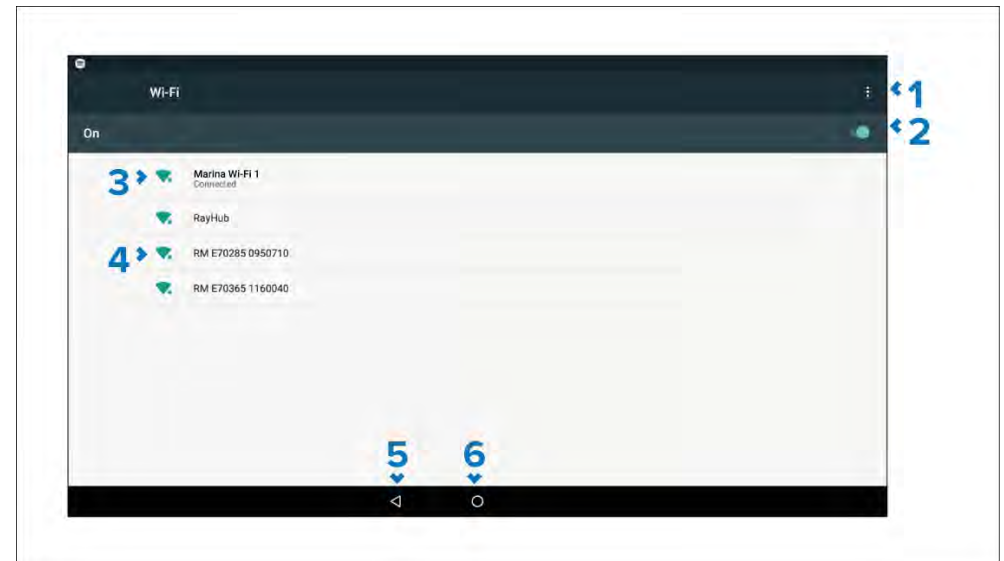 Wi-Fi
1
On
2
3
Marina Wi-Fi 1
Connected
RayHub
4
RM E70285 0950710
RM E70365 1160040
5 6